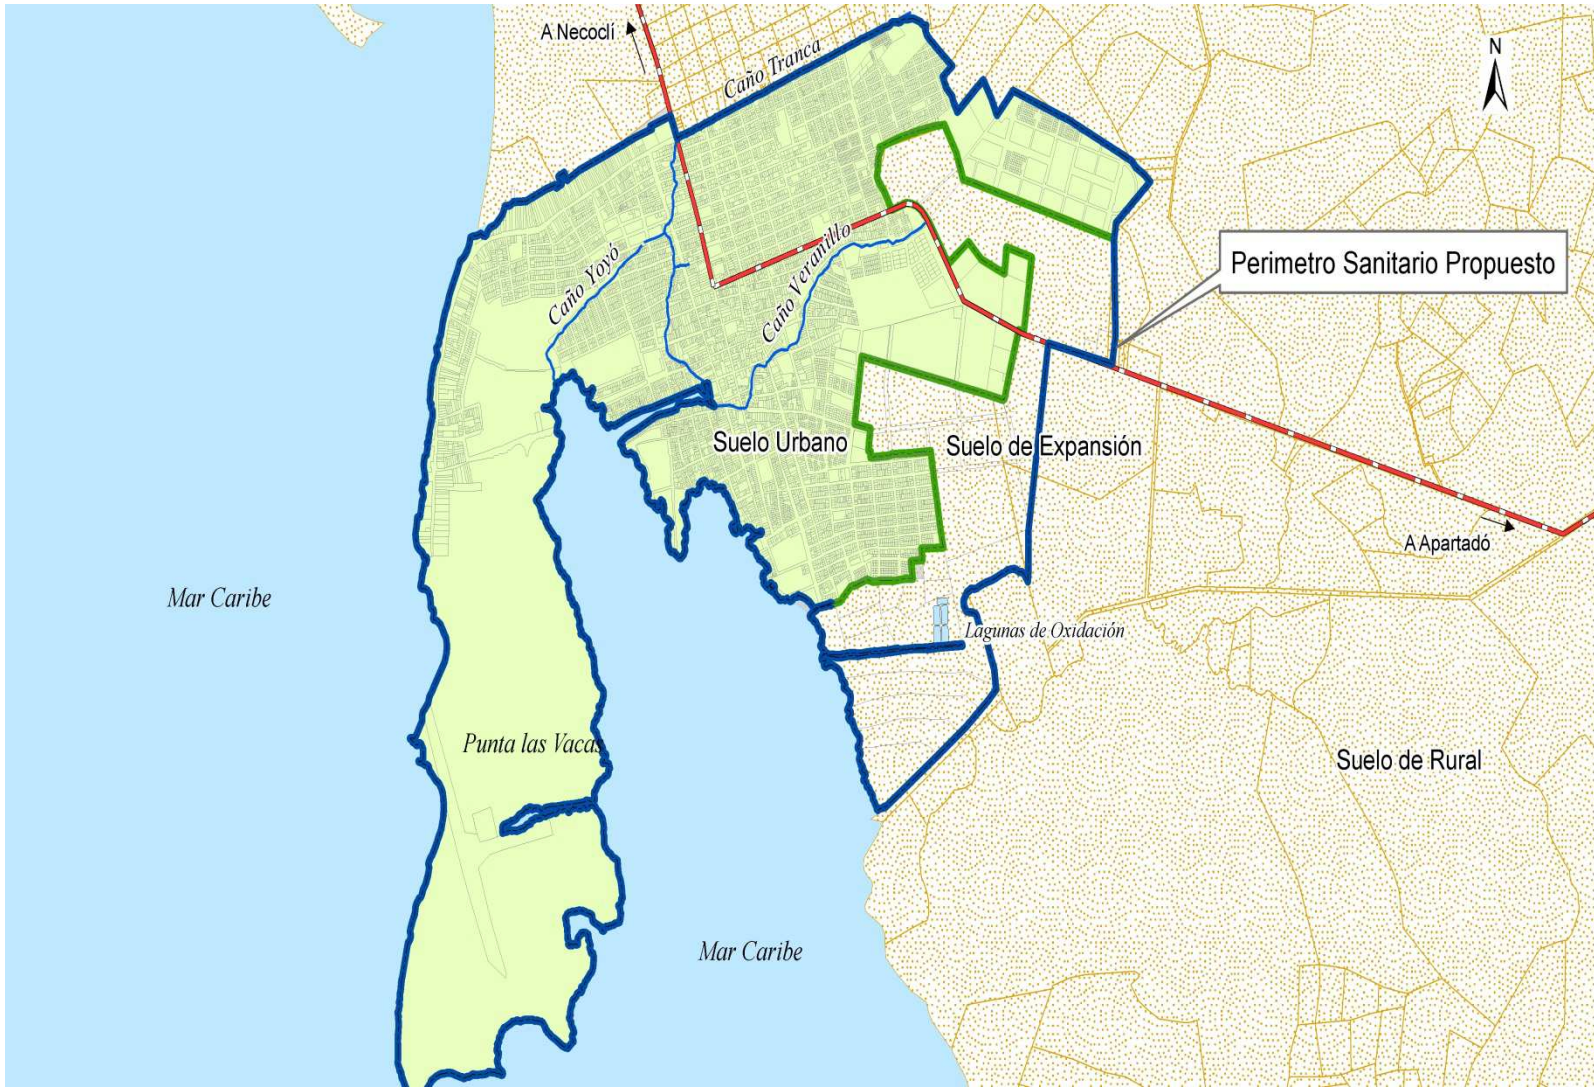 A Necoclí
Caño Tranca
N
Perimetro Sanitario Propuesto
Caño Yoyó
Caño Veranillo
Suelo Urbano
Suelo de Expansión
A Apartadó
Mar Caribe
Lagunas de Oxidación
Punta las Vacas
Suelo de Rural
Mar Caribe